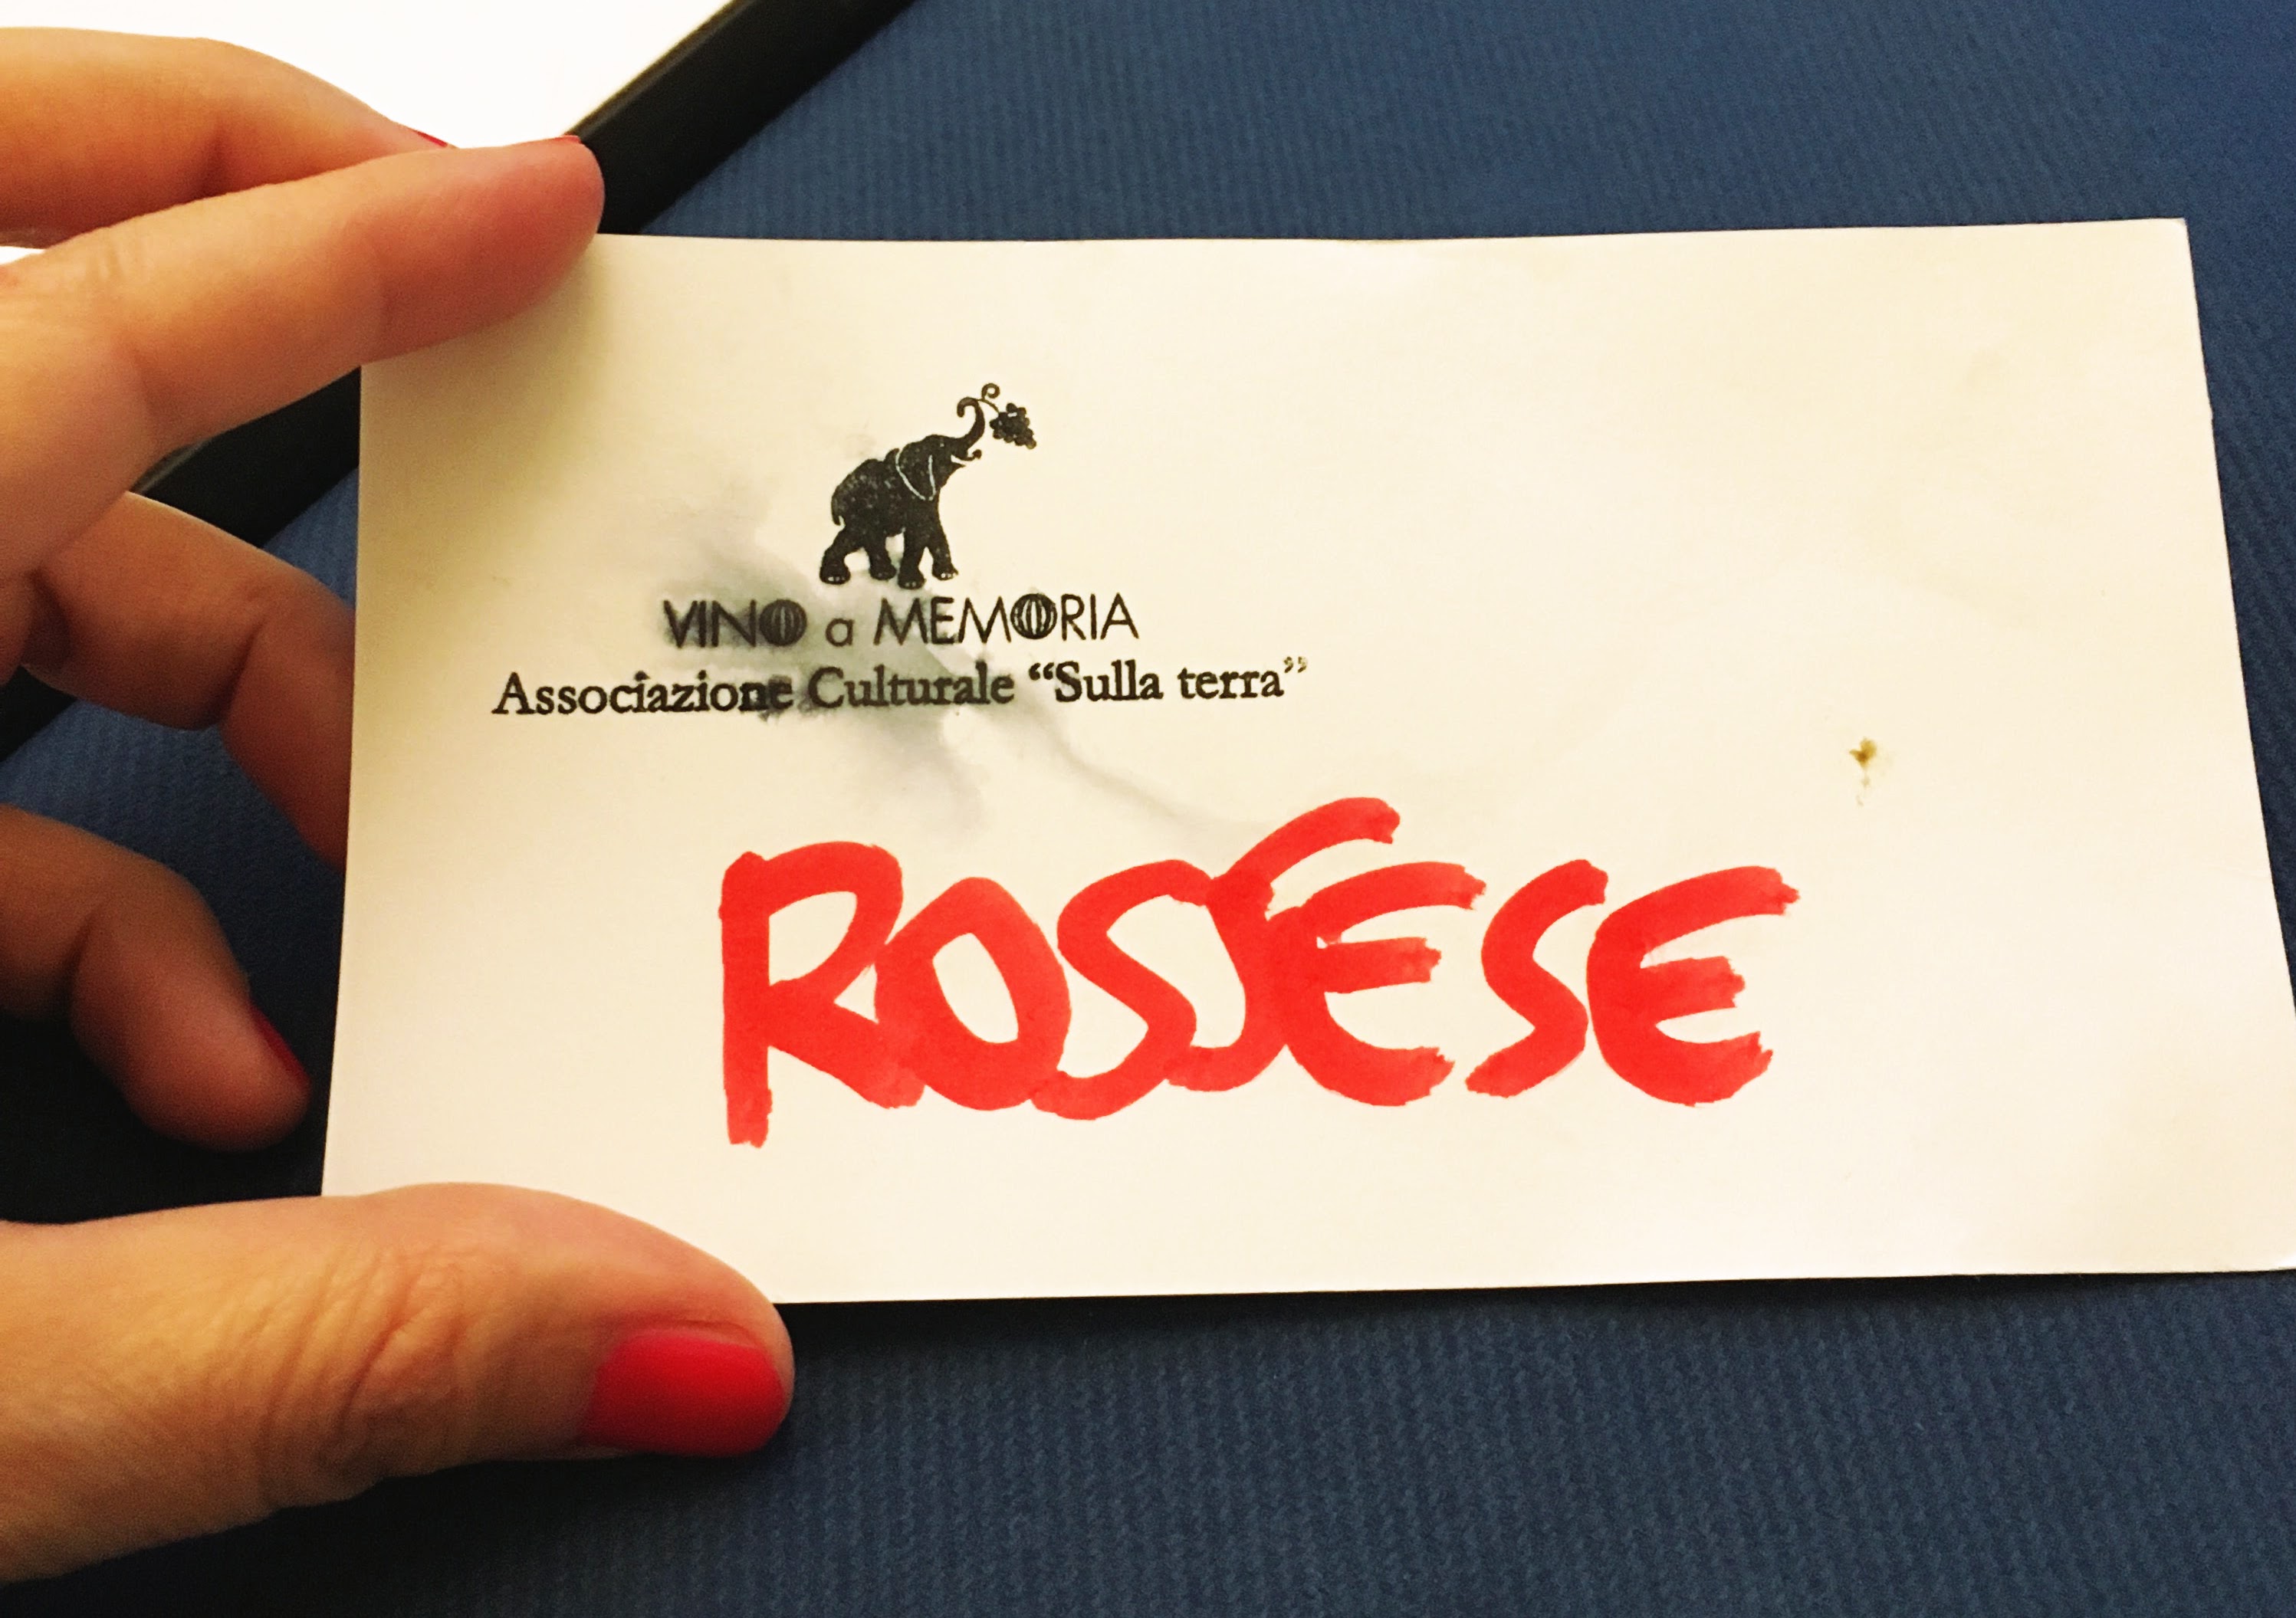 VINO a MEMORIA
Associazione Culturale “Sulla terra”
ROSSESE